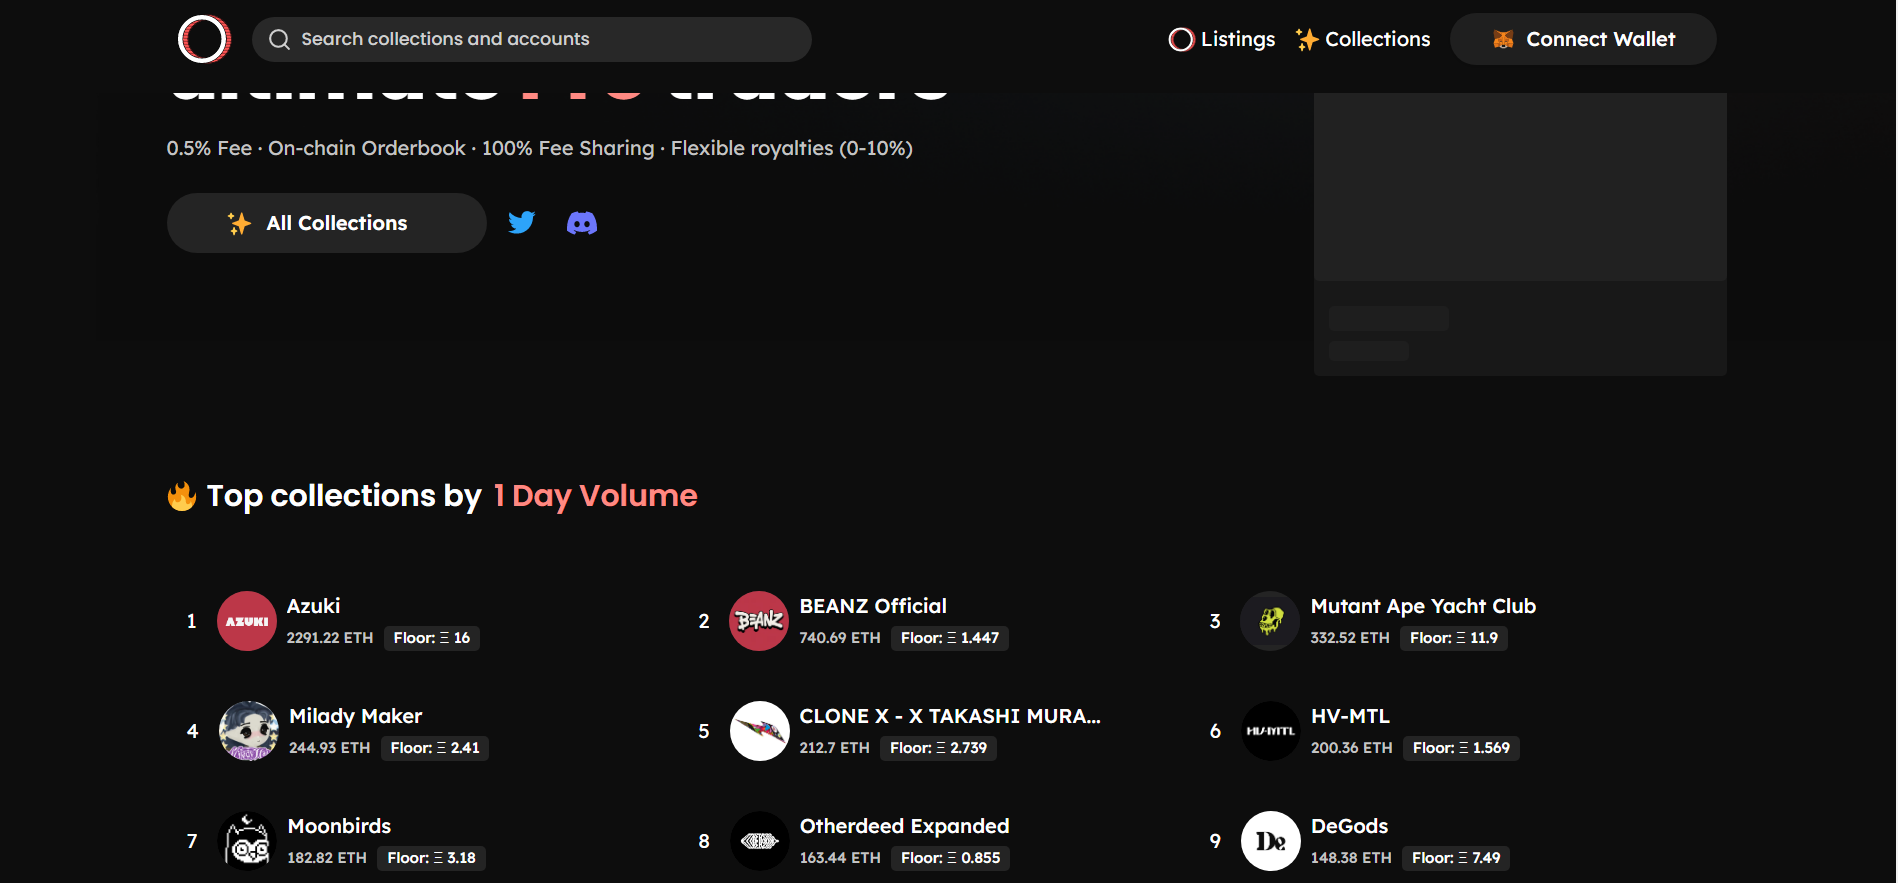 Search collections and accounts
Listings
Collections
Connect Wallet
ultimate Pro traders
0.5% Fee · On-chain Orderbook · 100% Fee Sharing · Flexible royalties (0-10%)
All Collections
Top collections by 1 Day Volume
1
AZUKI
Azuki
2291.22 ETH
Floor: Ξ 16
2
BEANZ
BEANZ Official
740.69 ETH
Floor: Ξ 1.447
3
Mutant Ape Yacht Club
332.52 ETH
Floor: Ξ 11.9
4
Milady Maker
244.93 ETH
Floor: Ξ 2.41
5
CLONE X - X TAKASHI MURA...
212.7 ETH
Floor: Ξ 2.739
6
HV-MTL
HV-MTL
200.36 ETH
Floor: Ξ 1.569
7
Moonbirds
182.82 ETH
Floor: Ξ 3.18
8
Otherdeed Expanded
163.44 ETH
Floor: Ξ 0.855
9
De
DeGods
148.38 ETH
Floor: Ξ 7.49